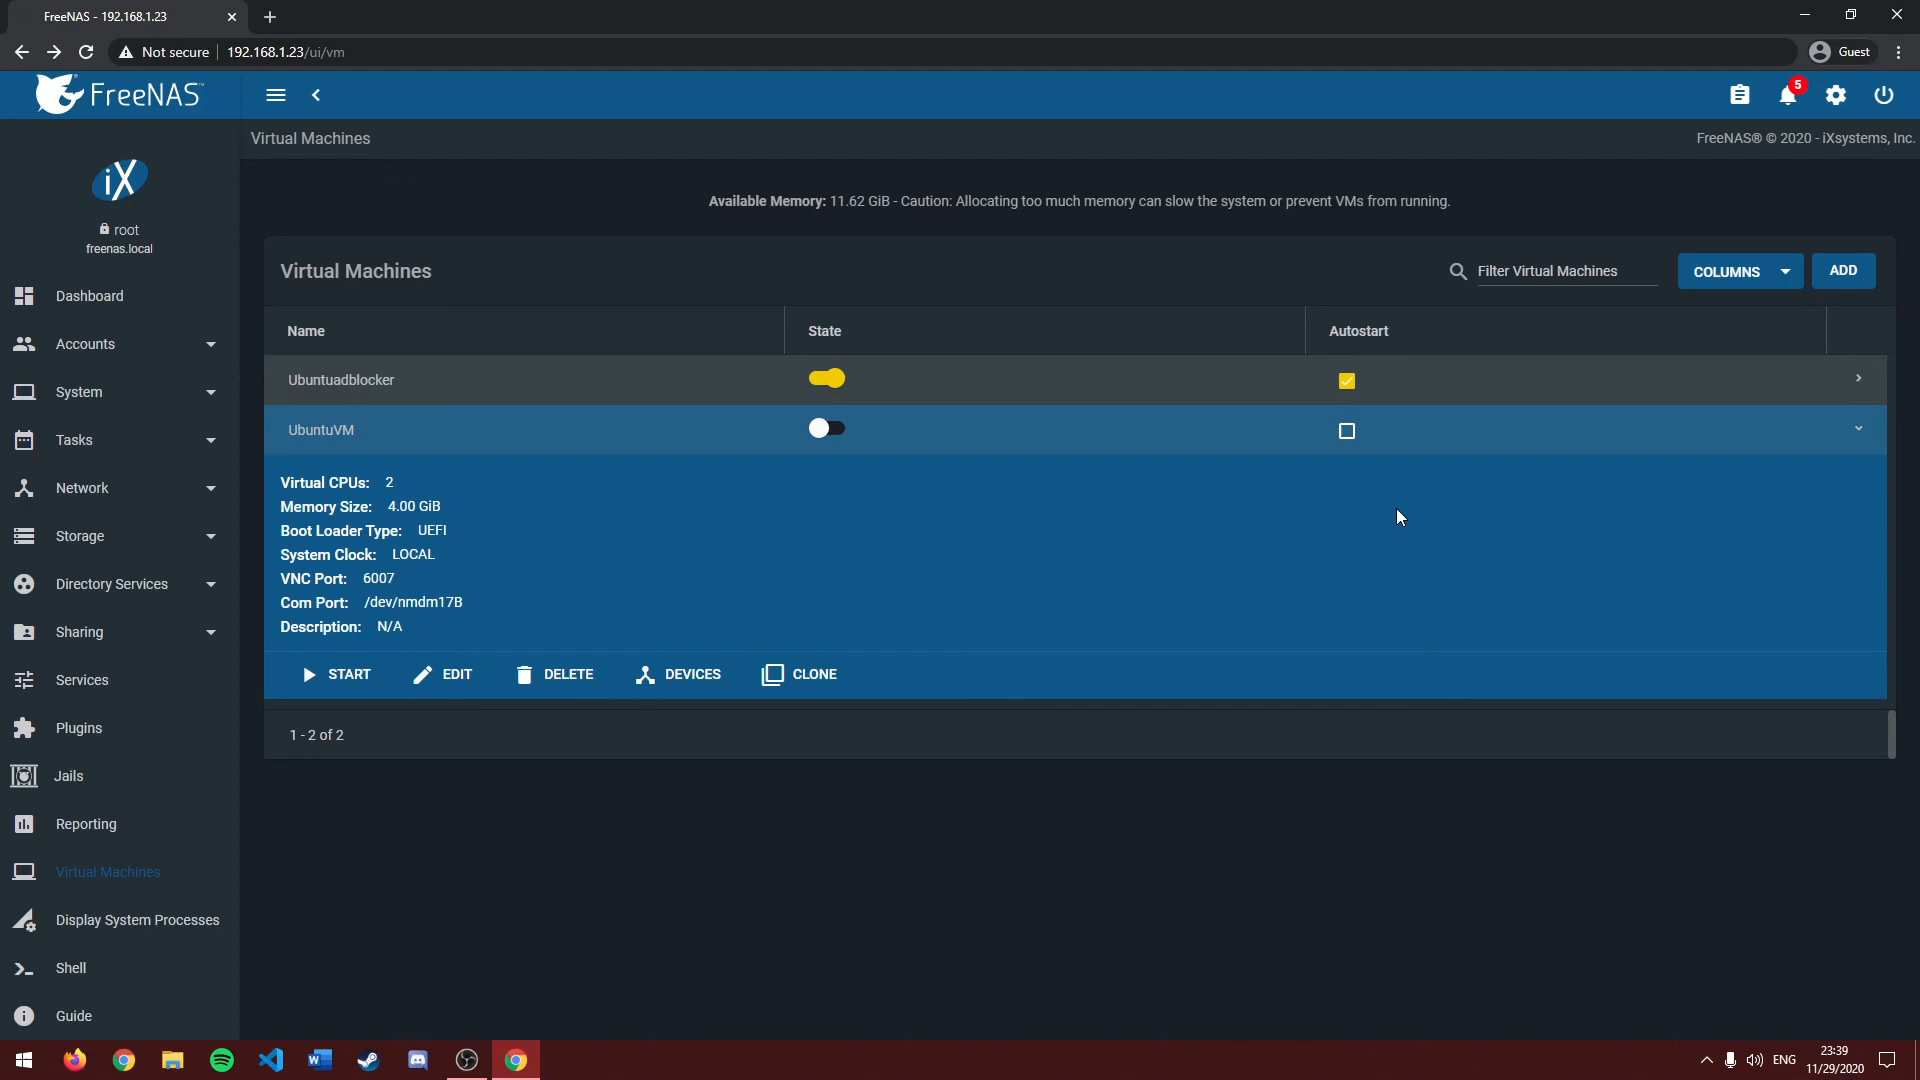 FreeNAS - 192.168.1.23
Not secure
192.168.1.23/ui/vm
Guest
FreeNAS™
5
Virtual Machines
FreeNAS® © 2020 - iXsystems, Inc.
iX
root
freenas.local
Dashboard
Accounts
System
Tasks
Network
Storage
Directory Services
Sharing
Services
Plugins
Jails
Reporting
Virtual Machines
Display System Processes
Shell
Guide
Available Memory: 11.62 GiB - Caution: Allocating too much memory can slow the system or prevent VMs from running.
Virtual Machines
Filter Virtual Machines
COLUMNS
ADD
Name State Autostart
Ubuntuadblocker
UbuntuVM
Virtual CPUs: 2
Memory Size: 4.00 GiB
Boot Loader Type: UEFI
System Clock: LOCAL
VNC Port: 6007
Com Port: /dev/nmdm17B
Description: N/A
START EDIT DELETE DEVICES CLONE
1 - 2 of 2
ENG
23:39
11/29/2020